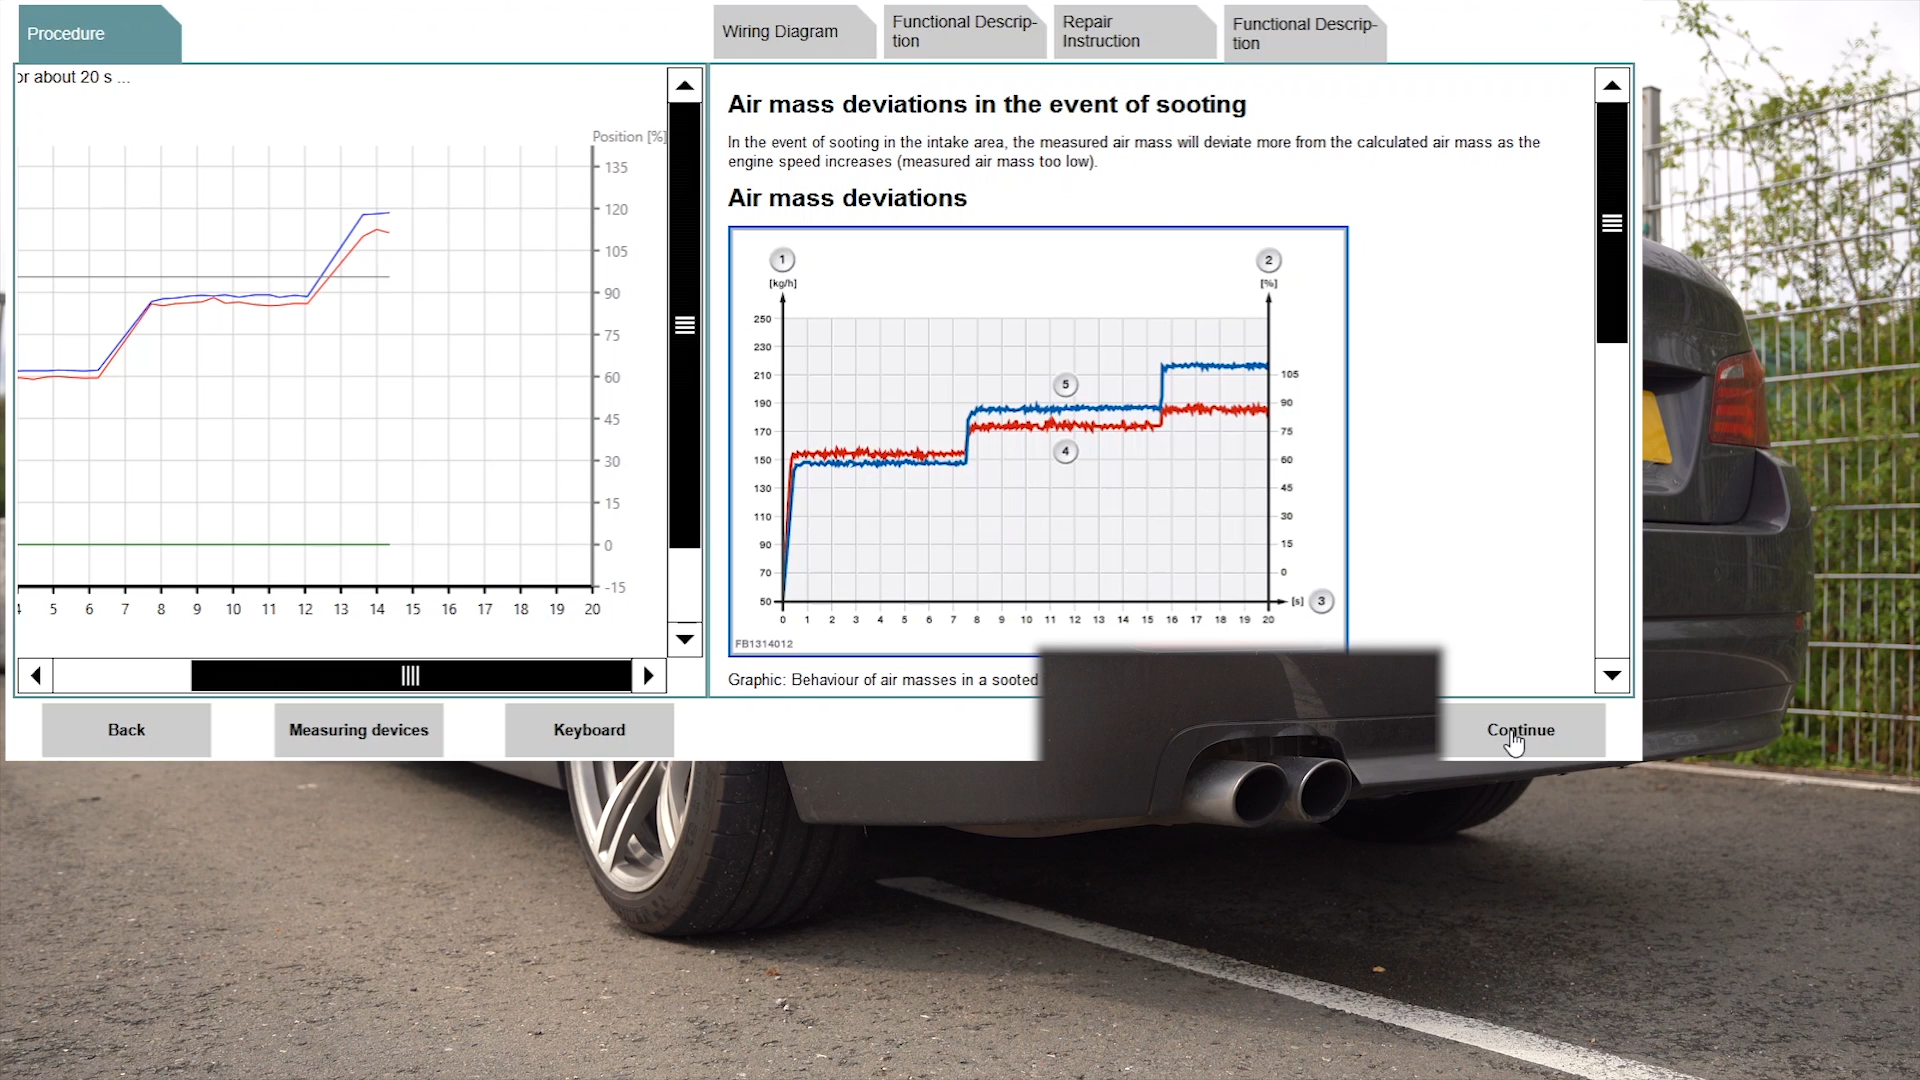 Procedure
Wiring Diagram
Functional Descrip-
tion
Repair
Instruction
Functional Descrip-
tion
or about 20 s ...
Position [%]
135
120
105
90
75
60
45
30
15
0
-15
4 5 6 7 8 9 10 11 12 13 14 15 16 17 18 19 20
Air mass deviations in the event of sooting
In the event of sooting in the intake area, the measured air mass will deviate more from the calculated air mass as the
engine speed increases (measured air mass too low).
Air mass deviations
1
[kg/h]
2
[%]
250
230
210
190
170
150
130
110
90
70
50
105
90
75
60
45
30
15
0
5
4
[s] 3
0 1 2 3 4 5 6 7 8 9 10 11 12 13 14 15 16 17 18 19 20
FB1314012
Graphic: Behaviour of air masses in a sooted
Back
Measuring devices
Keyboard
Continue